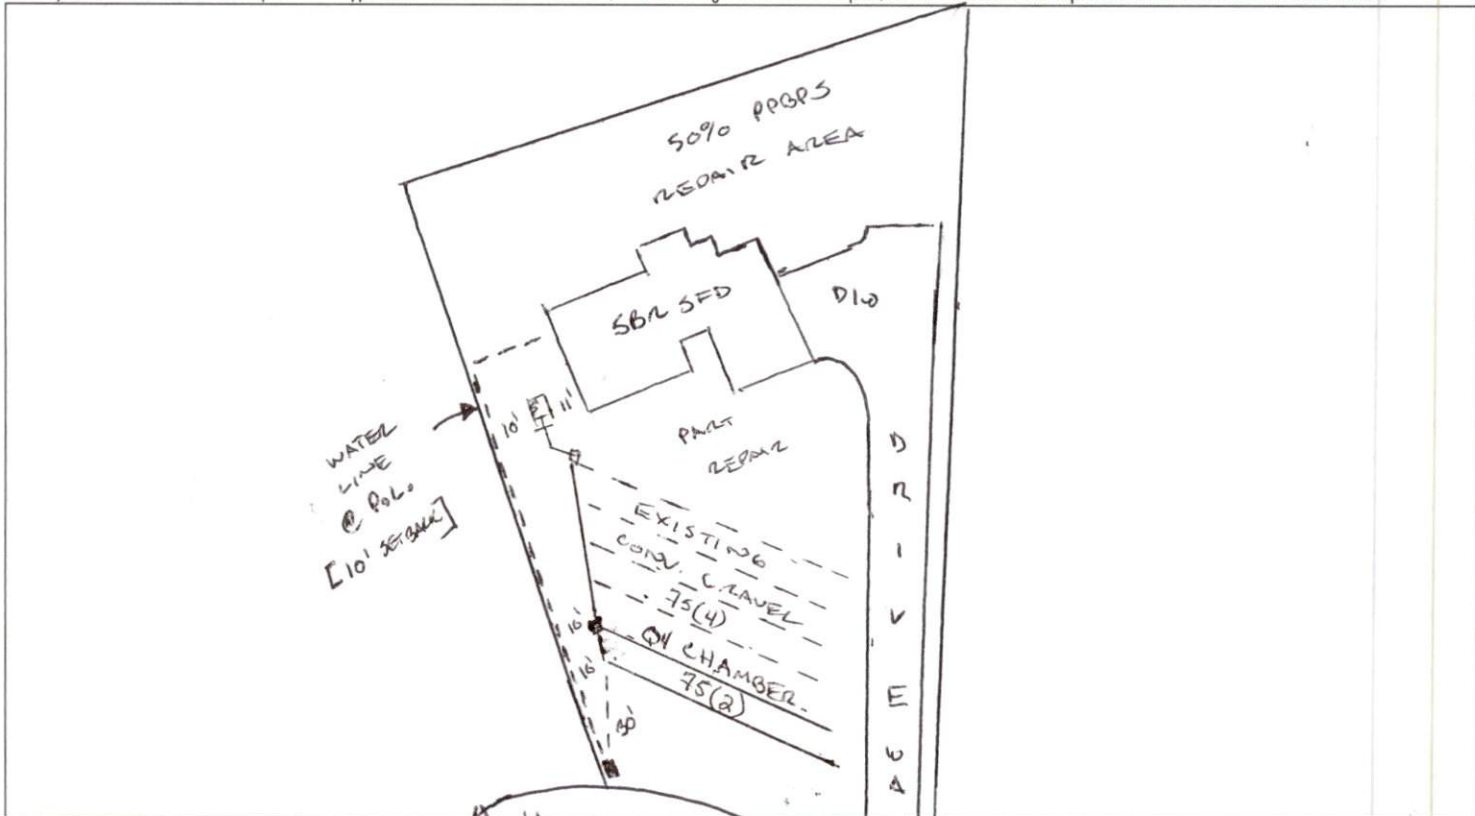 50% PPBPS
REPAIR AREA
5BR SFD
D/W
10' 11'
PART
REPAIR
WATER
LINE
@ P.L.
[10' SETBACK]
EXISTING
CONV. GRAVEL
75(4)
Q4 CHAMBER
75(2)
10'
10'
30'
D
R
I
V
E
W
A